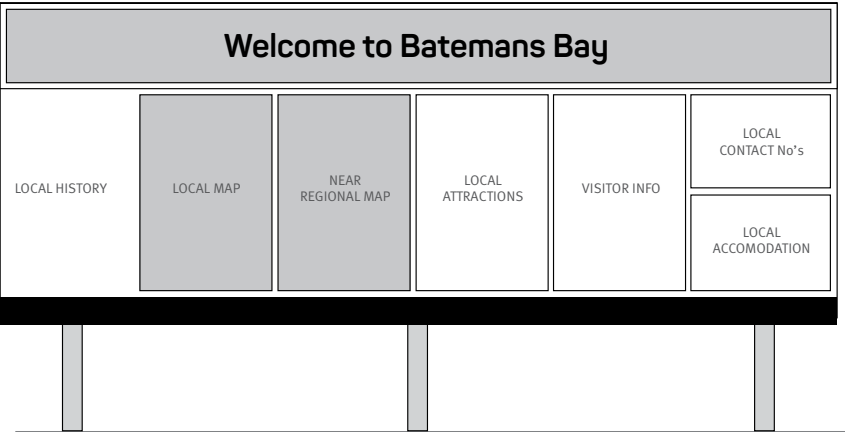 Welcome to Batemans Bay
LOCAL HISTORY
LOCAL MAP
NEAR
REGIONAL MAP
LOCAL
ATTRACTIONS
VISITOR INFO
LOCAL
CONTACT No's
LOCAL
ACCOMODATION